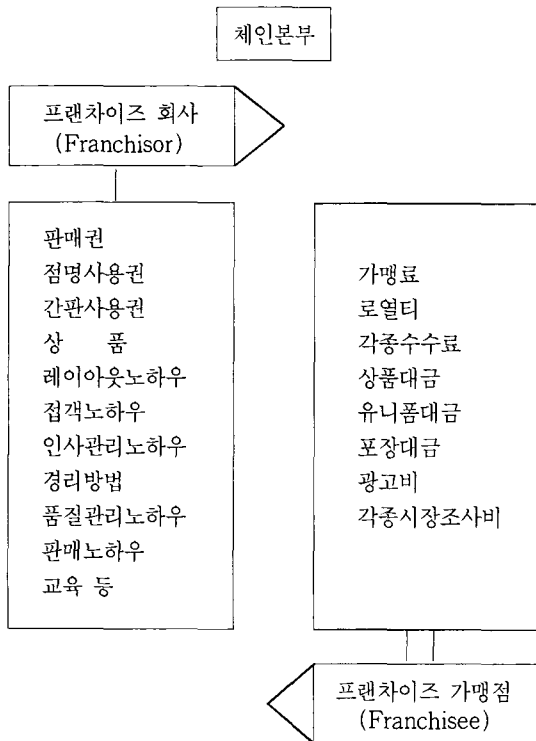 체인본부
프랜차이즈 회사
(Franchisor)
판매권
점명사용권
간판사용권
상 품
레이아웃노하우
접객노하우
인사관리노하우
경리방법
품질관리노하우
판매노하우
교육 등
가맹료
로열티
각종수수료
상품대금
유니폼대금
포장대금
광고비
각종시장조사비
프랜차이즈 가맹점
(Franchisee)